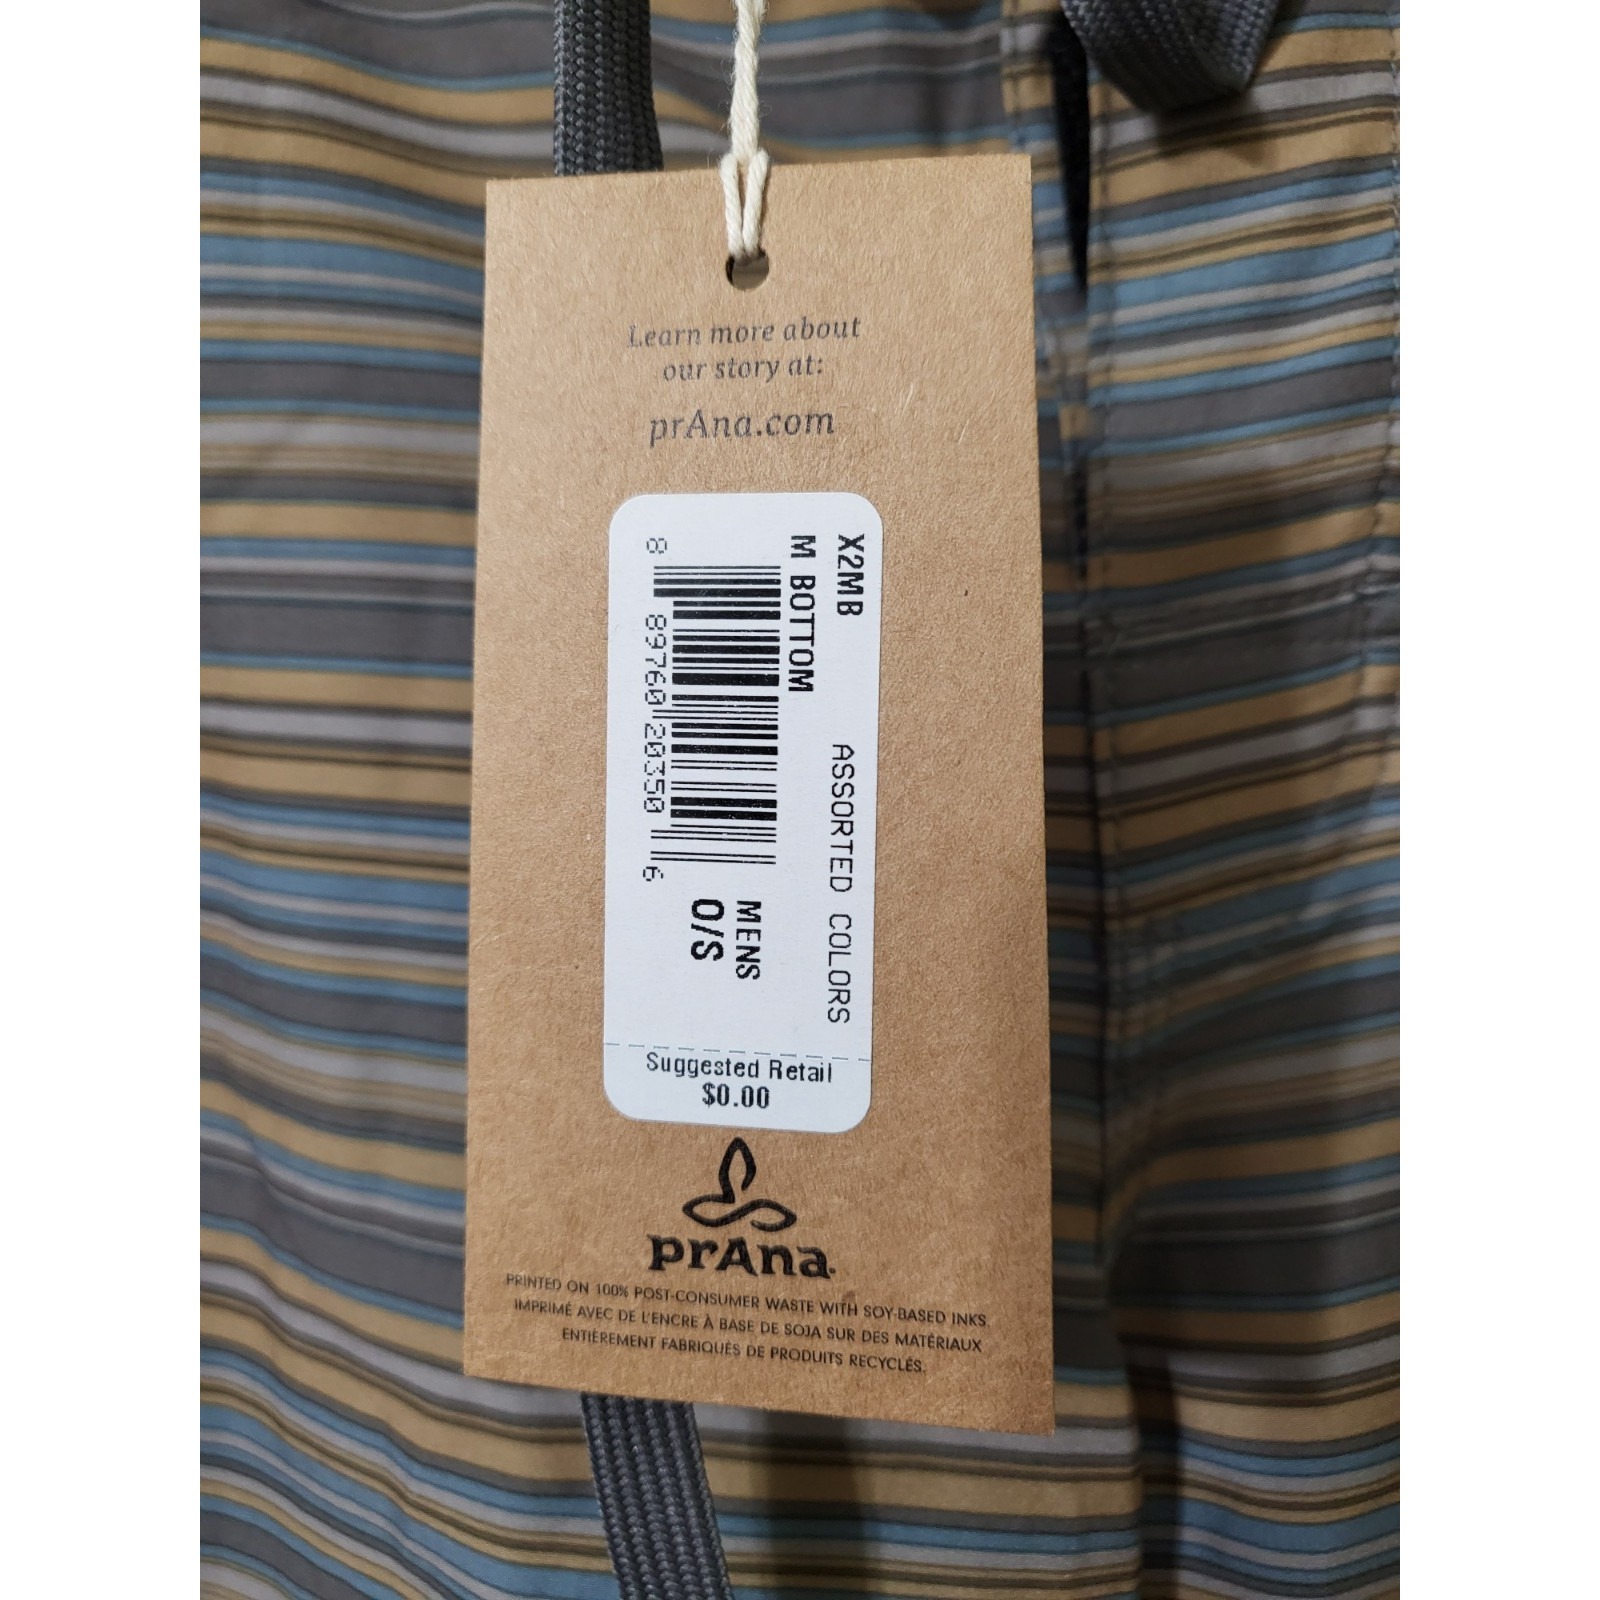 Learn more about
our story at:
prAna.com
X2MB
ASSORTED COLORS
M BOTTOM
8 89760 20350 6
MENS
O/S
Suggested Retail
$0.00
prAna
PRINTED ON 100% POST-CONSUMER WASTE WITH SOY-BASED INKS.
IMPRIMÉ AVEC DE L'ENCRE À BASE DE SOJA SUR DES MATÉRIAUX
ENTIÈREMENT FABRIQUÉS DE PRODUITS RECYCLÉS.